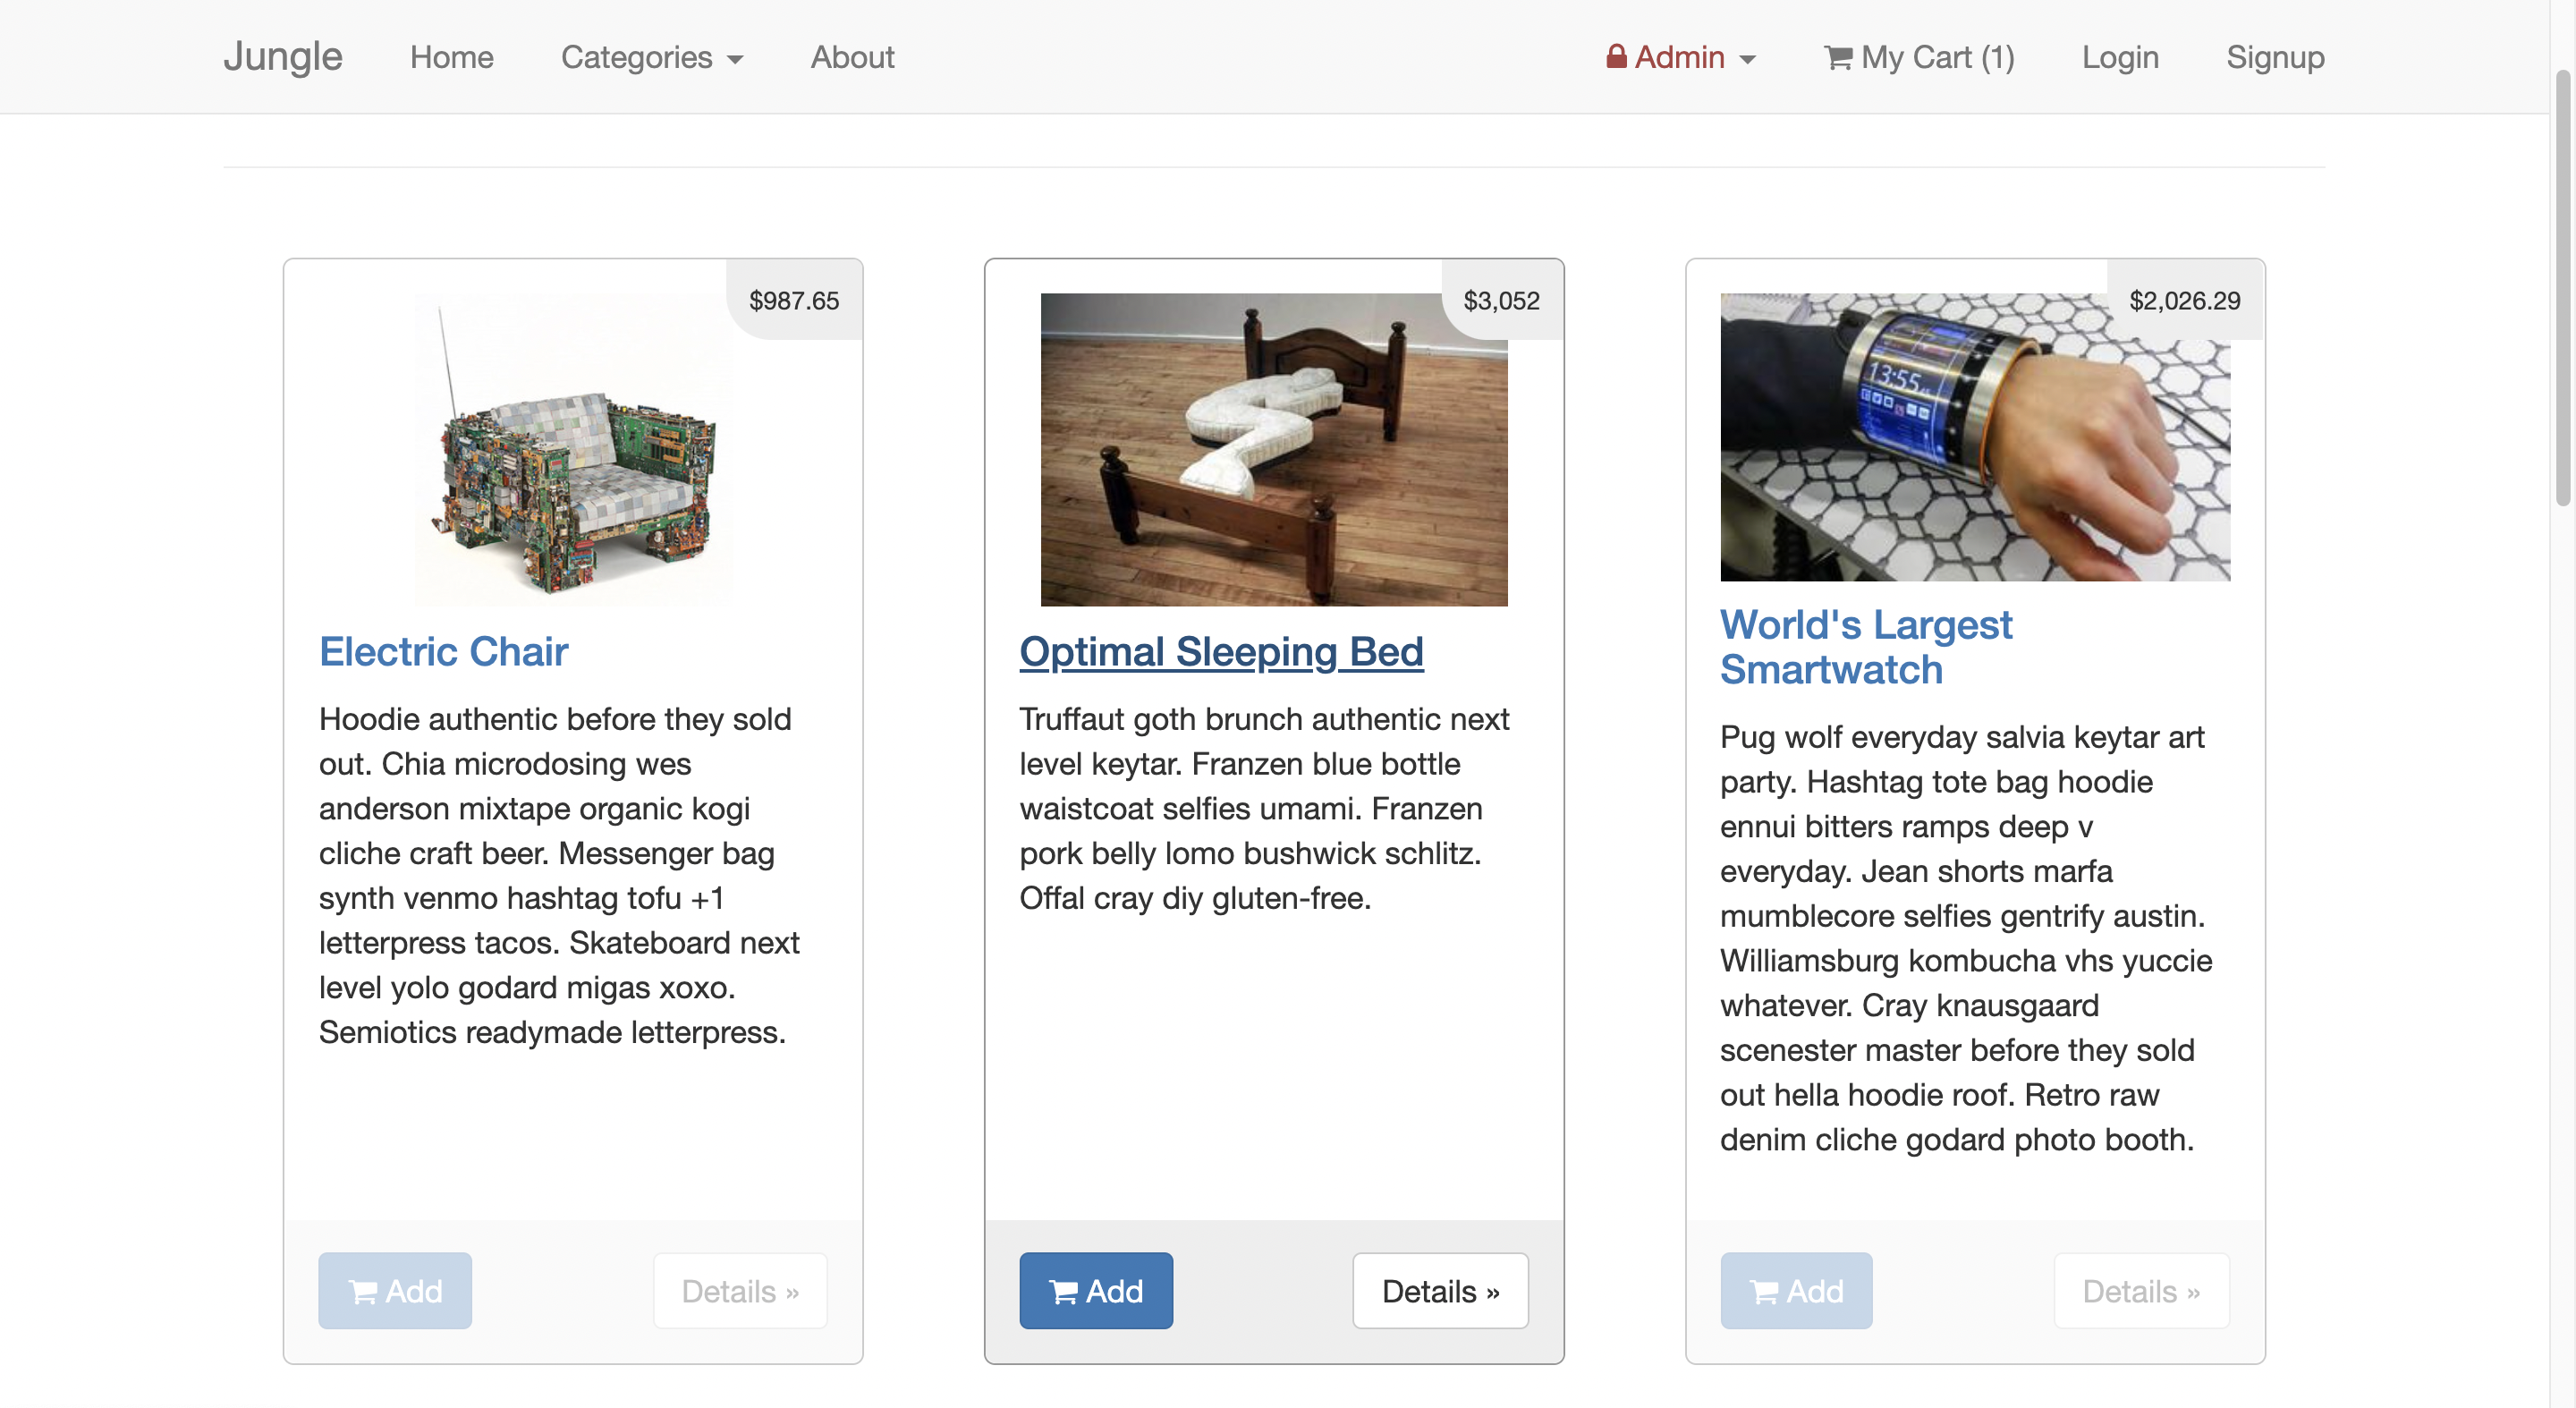 Jungle Home Categories About Admin My Cart (1) Login Signup
$987.65
Electric Chair
Hoodie authentic before they sold
out. Chia microdosing wes
anderson mixtape organic kogi
cliche craft beer. Messenger bag
synth venmo hashtag tofu +1
letterpress tacos. Skateboard next
level yolo godard migas xoxo.
Semiotics readymade letterpress.
Add Details »
$3,052
Optimal Sleeping Bed
Truffaut goth brunch authentic next
level keytar. Franzen blue bottle
waistcoat selfies umami. Franzen
pork belly lomo bushwick schlitz.
Offal cray diy gluten-free.
Add Details »
$2,026.29
13:55
World's Largest
Smartwatch
Pug wolf everyday salvia keytar art
party. Hashtag tote bag hoodie
ennui bitters ramps deep v
everyday. Jean shorts marfa
mumblecore selfies gentrify austin.
Williamsburg kombucha vhs yuccie
whatever. Cray knausgaard
scenester master before they sold
out hella hoodie roof. Retro raw
denim cliche godard photo booth.
Add Details »